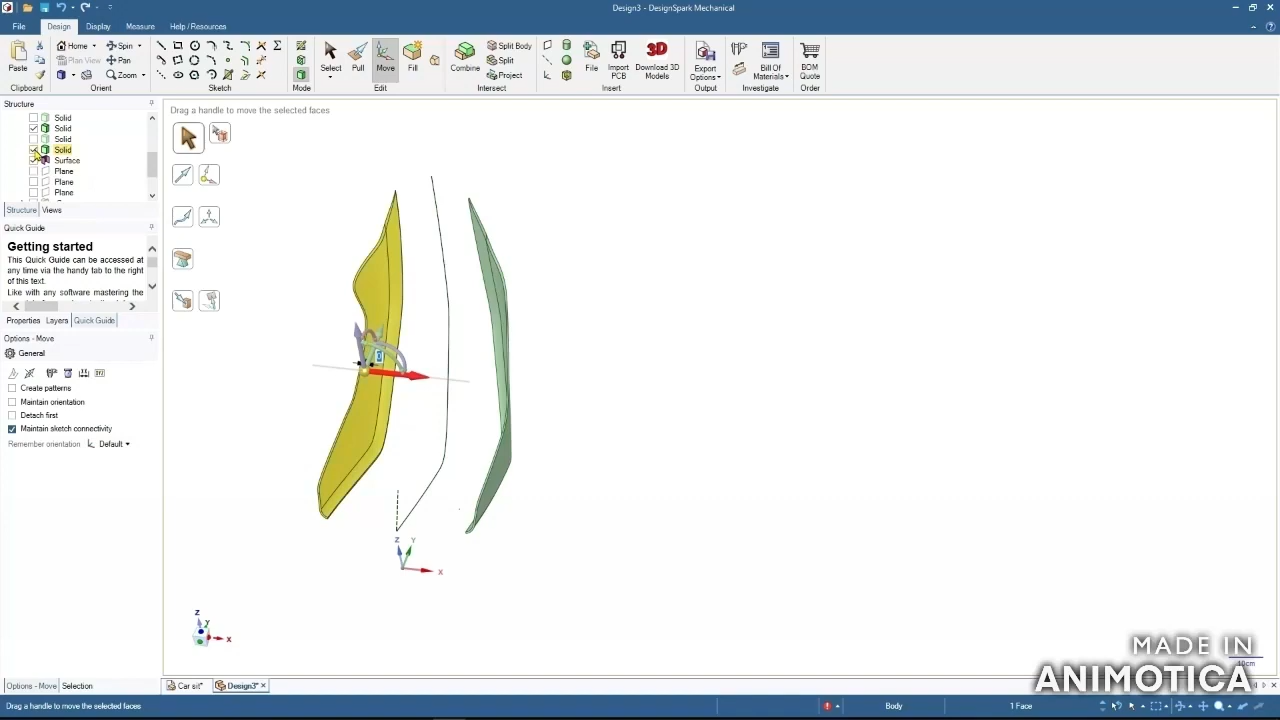 Design3 - DesignSpark Mechanical
File Design Display Measure Help / Resources
Paste
Home Spin
Plan View Pan
Zoom
Select Pull Move Fill
Combine
Split Body
Split
Project
File Import PCB Download 3D Models
Export Options
Bill Of Materials
BOM Quote
Clipboard Orient Sketch Mode Edit Intersect Insert Output Investigate Order
Structure
Solid
Solid
Solid
Solid
Surface
Plane
Plane
Plane
Structure Views
Quick Guide
Getting started
This Quick Guide can be accessed at
any time via the handy tab to the right
of this text.
Like with any software mastering the
Properties Layers Quick Guide
Options - Move
General
Create patterns
Maintain orientation
Detach first
Maintain sketch connectivity
Remember orientation Default
Drag a handle to move the selected faces
0
Z Y
X
Z
Y
X
10cm
MADE IN
ANIMOTICA
Options - Move Selection
Car sit* Design3*
Drag a handle to move the selected faces Body 1 Face